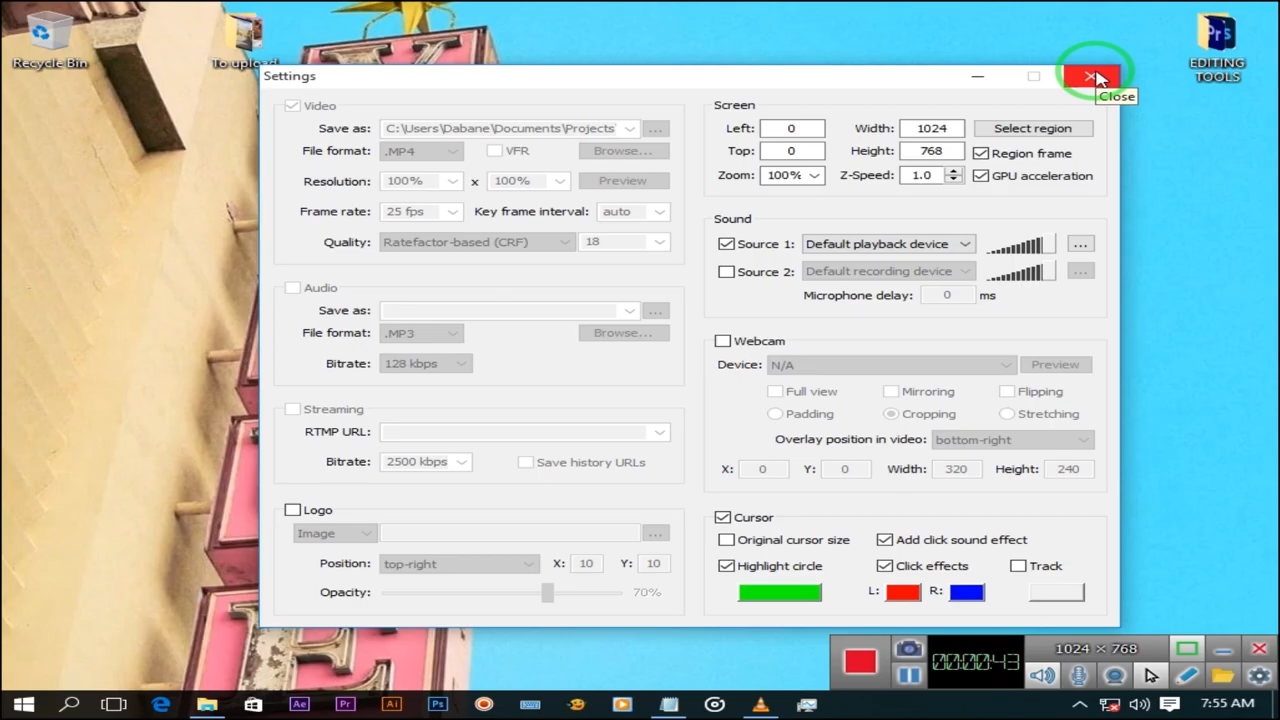 Recycle Bin
To upload
Prs
EDITING
TOOLS
Settings
Close
Video
Save as: C:\Users\Dabane\Documents\Projects\ ...
File format: .MP4 VFR Browse...
Resolution: 100% x 100% Preview
Frame rate: 25 fps Key frame interval: auto
Quality: Ratefactor-based (CRF) 18
Audio
Save as: ...
File format: .MP3 Browse...
Bitrate: 128 kbps
Streaming
RTMP URL:
Bitrate: 2500 kbps Save history URLs
Logo
Image ...
Position: top-right X: 10 Y: 10
Opacity: 70%
Screen
Left: 0 Width: 1024 Select region
Top: 0 Height: 768 Region frame
Zoom: 100% Z-Speed: 1.0 GPU acceleration
Sound
Source 1: Default playback device ...
Source 2: Default recording device ...
Microphone delay: 0 ms
Webcam
Device: N/A Preview
Full view Mirroring Flipping
Padding Cropping Stretching
Overlay position in video: bottom-right
X: 0 Y: 0 Width: 320 Height: 240
Cursor
Original cursor size Add click sound effect
Highlight circle Click effects Track
L: R:
00:00:43
1024 × 768
Ae Pr Ai Ps
7:55 AM